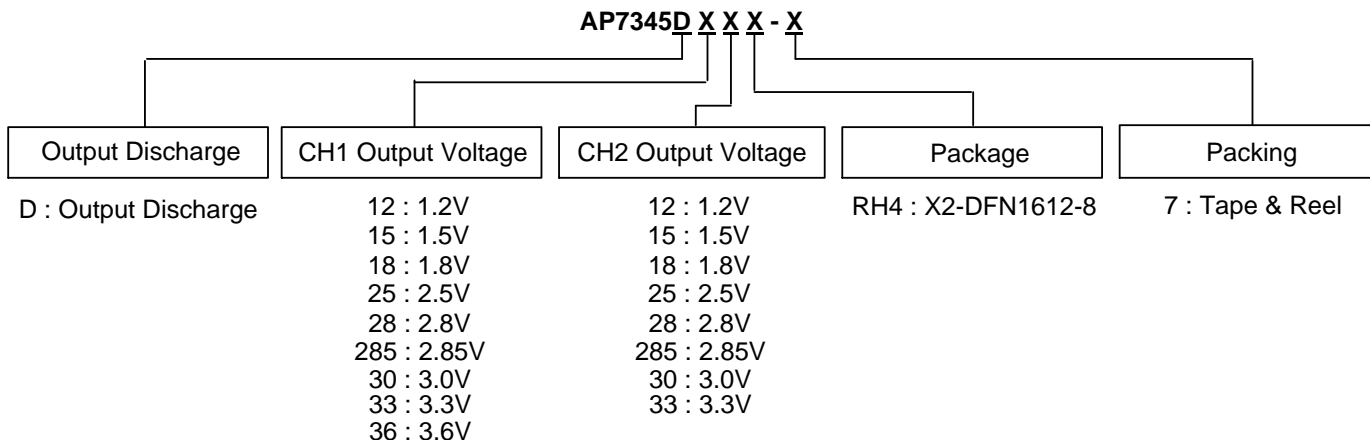 AP7345D X X X - X
Output Discharge
D : Output Discharge
CH1 Output Voltage
12 : 1.2V
15 : 1.5V
18 : 1.8V
25 : 2.5V
28 : 2.8V
285 : 2.85V
30 : 3.0V
33 : 3.3V
36 : 3.6V
CH2 Output Voltage
12 : 1.2V
15 : 1.5V
18 : 1.8V
25 : 2.5V
28 : 2.8V
285 : 2.85V
30 : 3.0V
33 : 3.3V
Package
RH4 : X2-DFN1612-8
Packing
7 : Tape & Reel